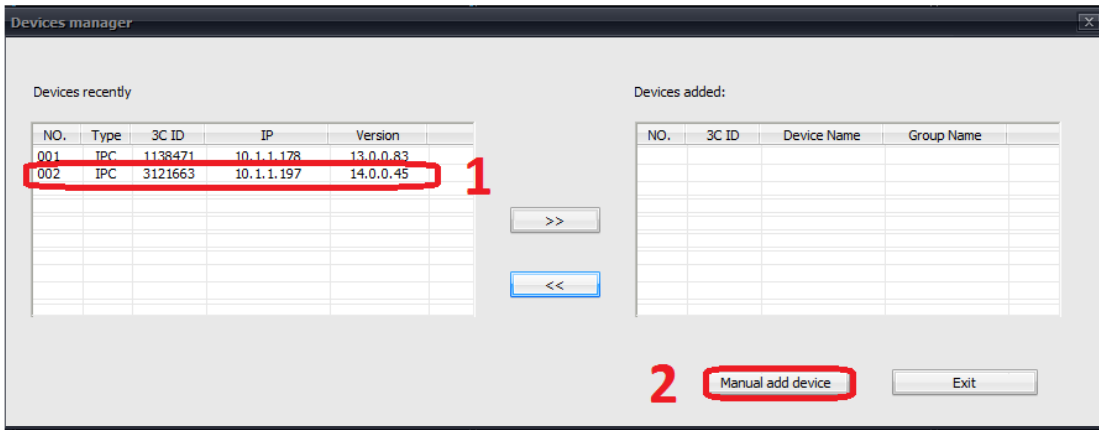 Devices manager
X
Devices recently
Devices added:
NO. Type 3C ID IP Version
001 IPC 1138471 10.1.1.178 13.0.0.83
002 IPC 3121663 10.1.1.197 14.0.0.45
1
NO. 3C ID Device Name Group Name
>>
<<
2
Manual add device
Exit